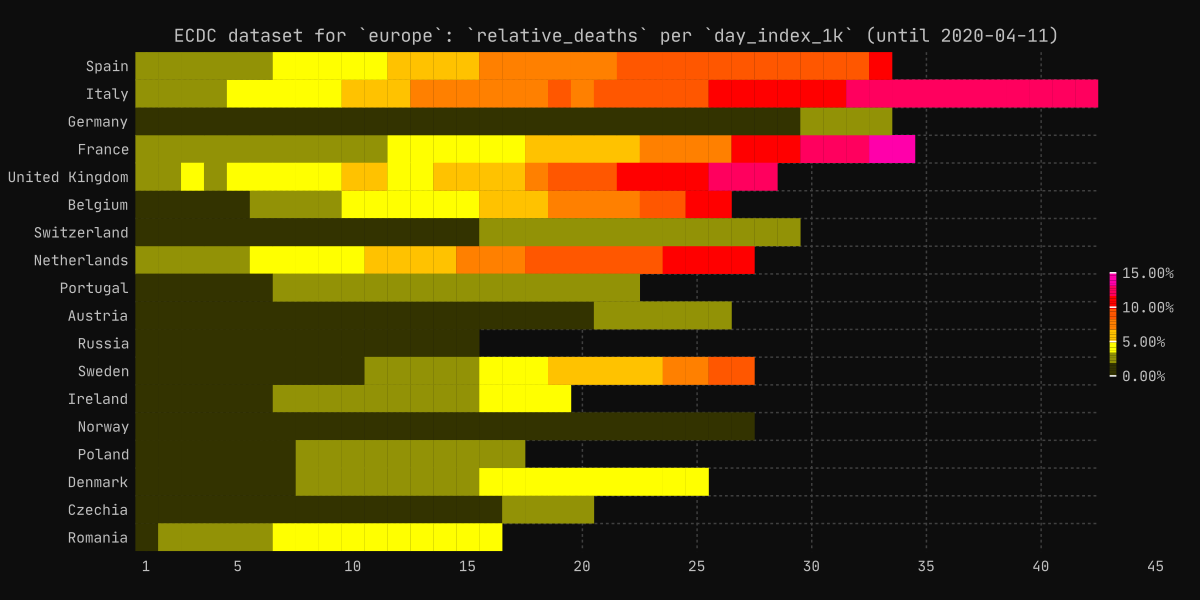 ECDC dataset for `europe`: `relative_deaths` per `day_index_1k` (until 2020-04-11)
Spain
Italy
Germany
France
United Kingdom
Belgium
Switzerland
Netherlands
Portugal
Austria
Russia
Sweden
Ireland
Norway
Poland
Denmark
Czechia
Romania
1 5 10 15 20 25 30 35 40 45
15.00%
10.00%
5.00%
0.00%